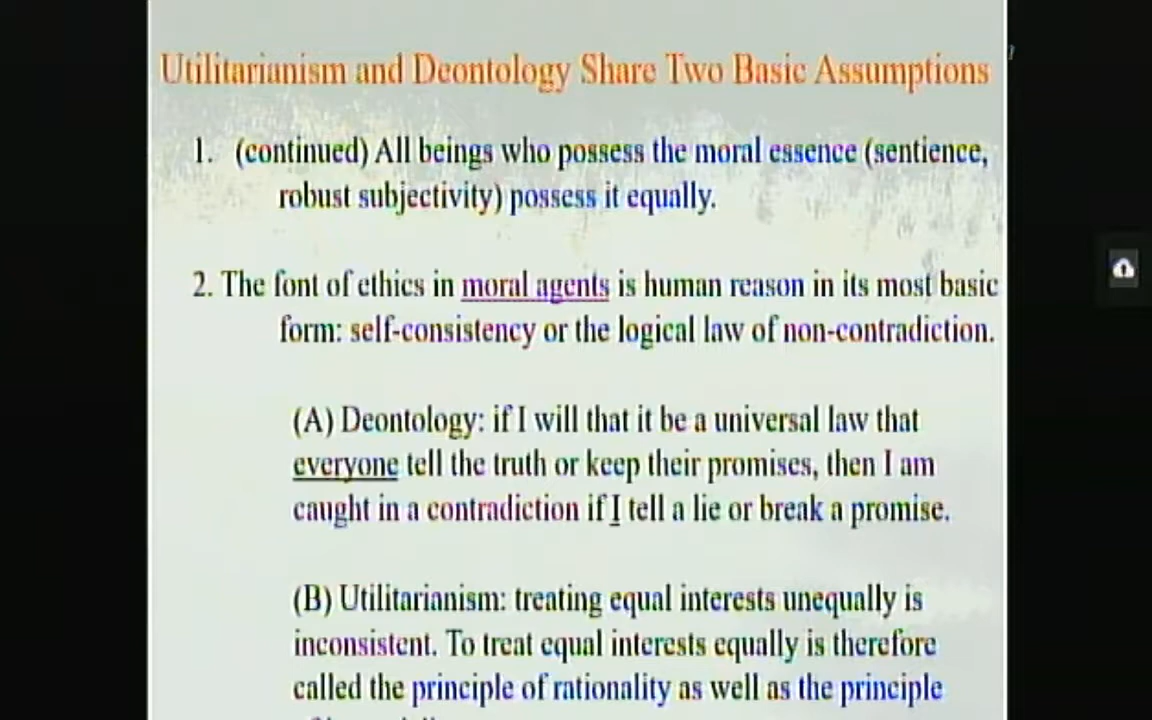 Utilitarianism and Deontology Share Two Basic Assumptions
1. (continued) All beings who possess the moral essence (sentience,
robust subjectivity) possess it equally.
2. The font of ethics in moral agents is human reason in its most basic
form: self-consistency or the logical law of non-contradiction.
(A) Deontology: if I will that it be a universal law that
everyone tell the truth or keep their promises, then I am
caught in a contradiction if I tell a lie or break a promise.
(B) Utilitarianism: treating equal interests unequally is
inconsistent. To treat equal interests equally is therefore
called the principle of rationality as well as the principle